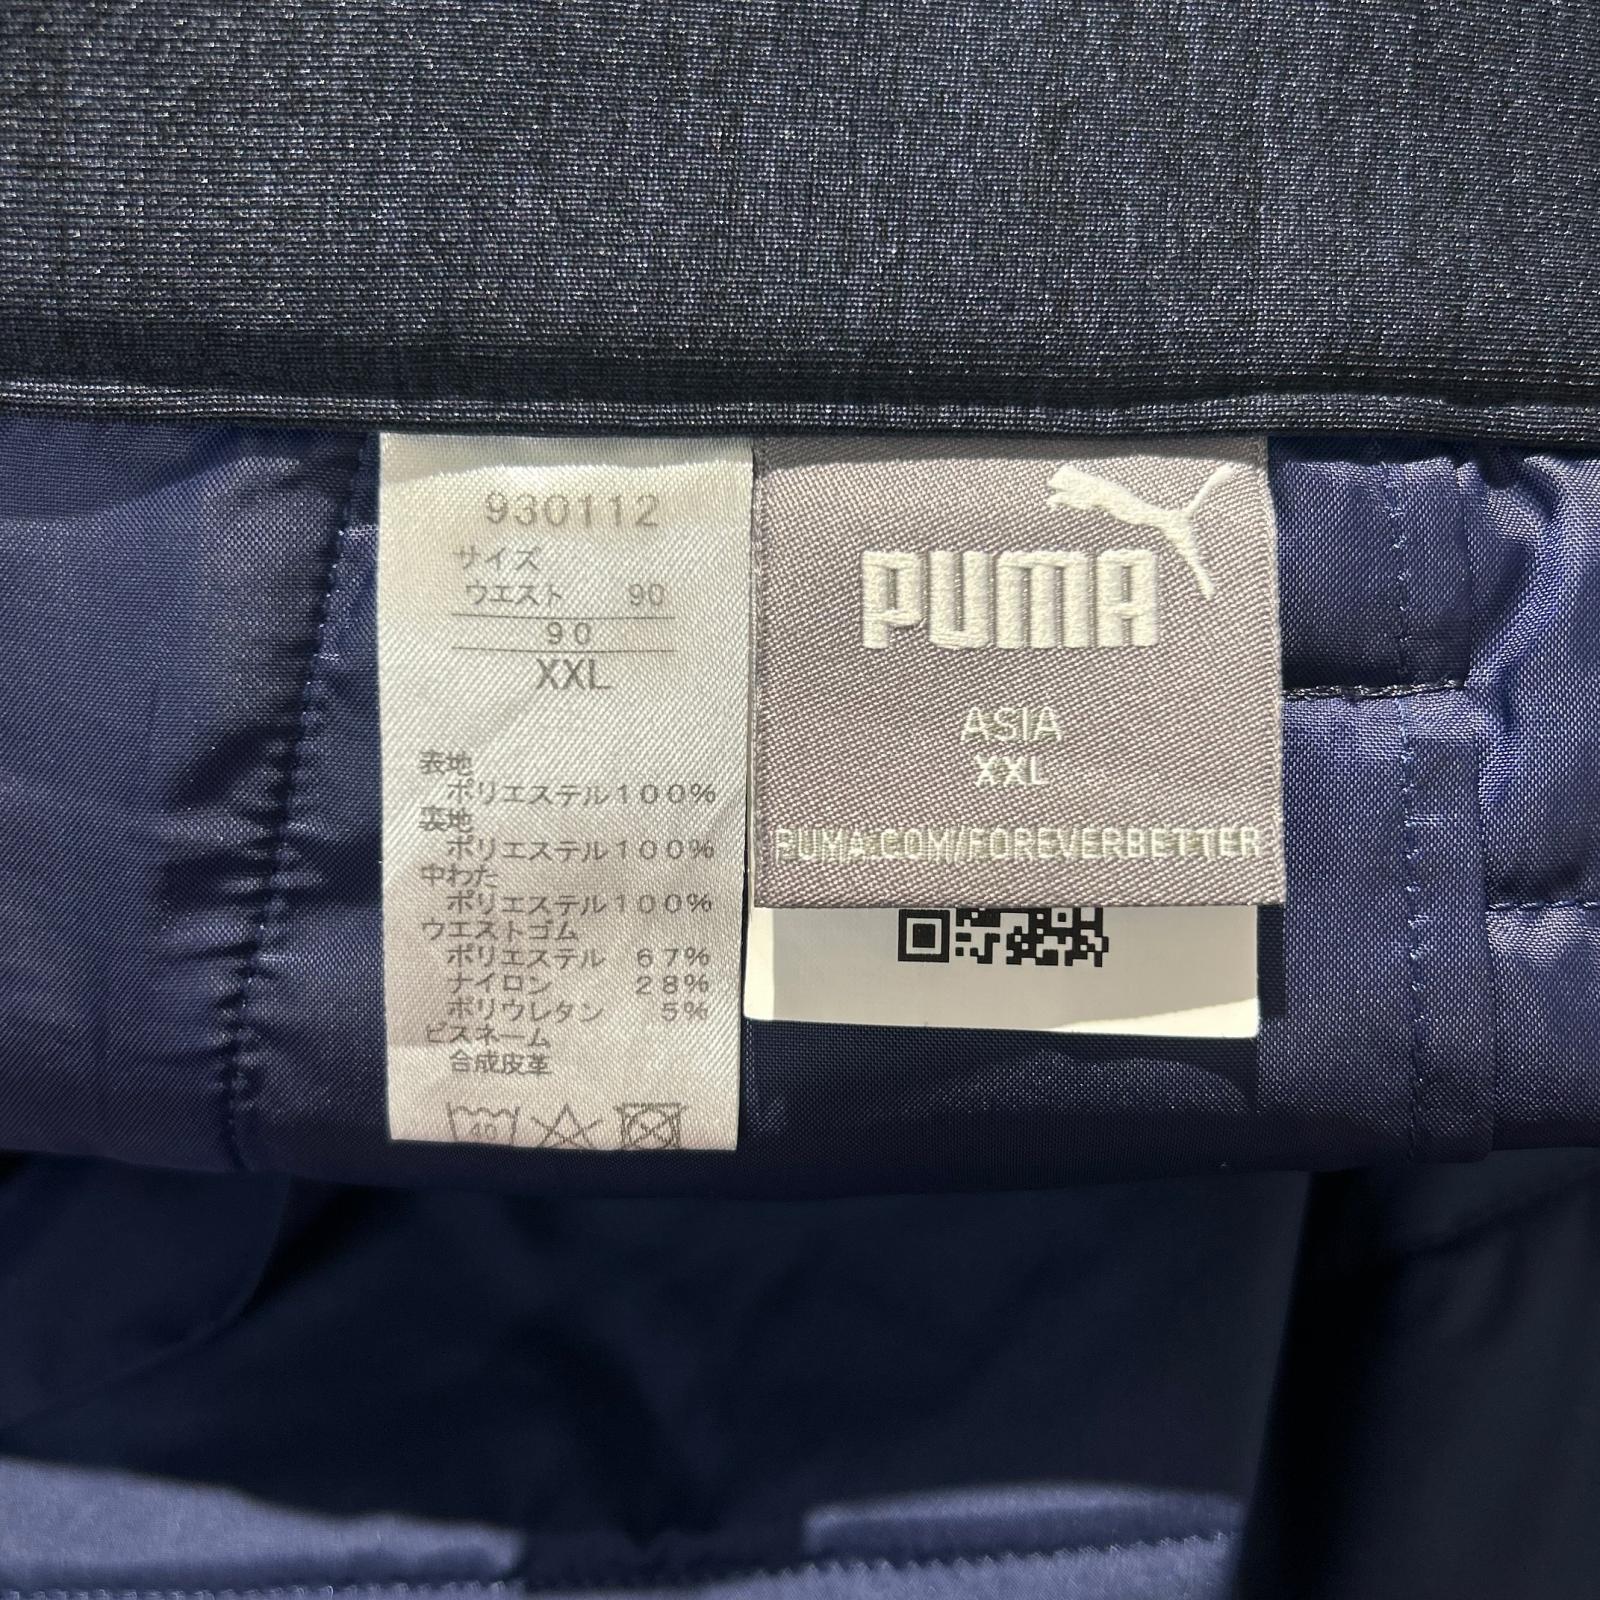 930112
サイズ
ウエスト 90
90
XXL
表地
ポリエステル100%
裏地
ポリエステル100%
中わた
ポリエステル100%
ウエストゴム
ポリエステル 67%
ナイロン 28%
ポリウレタン 5%
ピスネーム
合成皮革
40
PUMA
ASIA
XXL
PUMA.COM/FOREVERBETTER